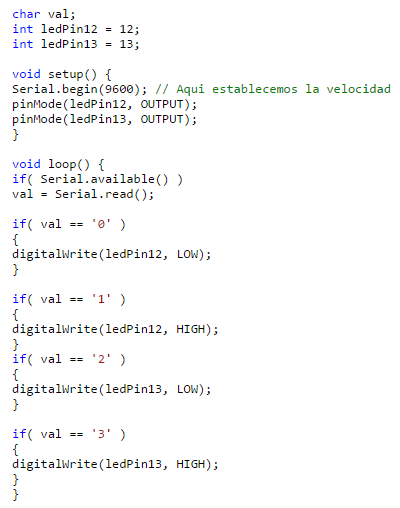 char val;
int ledPin12 = 12;
int ledPin13 = 13;

void setup() {
Serial.begin(9600); // Aqui establecemos la velocidad
pinMode(ledPin12, OUTPUT);
pinMode(ledPin13, OUTPUT);
}

void loop() {
if( Serial.available() )
val = Serial.read();

if( val == '0' )
{
digitalWrite(ledPin12, LOW);
}

if( val == '1' )
{
digitalWrite(ledPin12, HIGH);
}
if( val == '2' )
{
digitalWrite(ledPin13, LOW);
}

if( val == '3' )
{
digitalWrite(ledPin13, HIGH);
}
}